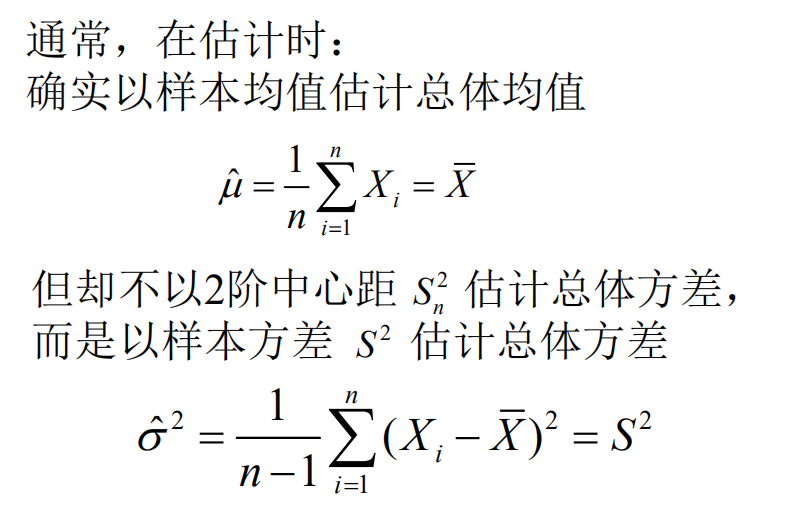 通常，在估计时：
确实以样本均值估计总体均值
$\hat{\mu} = \frac{1}{n}\sum_{i=1}^{n} X_i = \overline{X}$
但却不以2阶中心距 $S_n^2$ 估计总体方差，
而是以样本方差 $S^2$ 估计总体方差
$\hat{\sigma}^2 = \frac{1}{n-1}\sum_{i=1}^{n} (X_i - \overline{X})^2 = S^2$